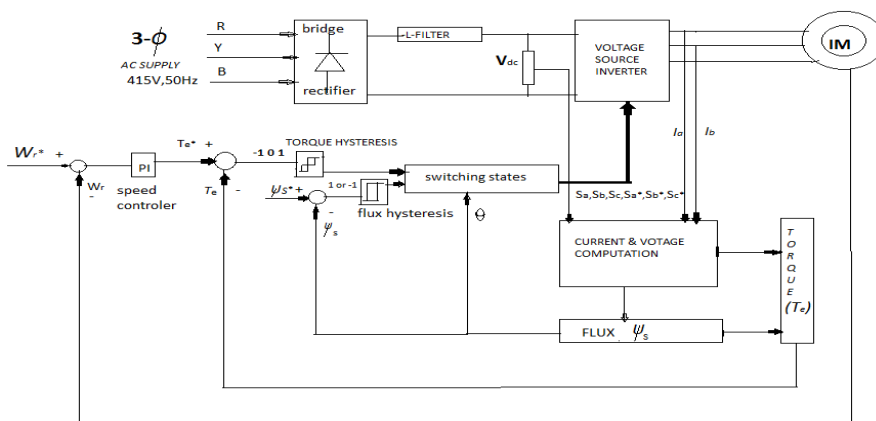 R
3-ϕ
Y
AC SUPPLY
415V,50Hz
B
bridge
rectifier
L-FILTER
Vdc
VOLTAGE
SOURCE
INVERTER
IM
Ia
Ib
Wr* +
Wr
-
PI
speed
controler
Te* +
Te -
-1 0 1
TORQUE HYSTERESIS
ψs*+
-
ψs
1 or -1
flux hysteresis
switching states
θ
Sa,Sb,Sc,Sa*,Sb*,Sc*
CURRENT & VOTAGE
COMPUTATION
FLUX ψs
TORQUE
(Te)